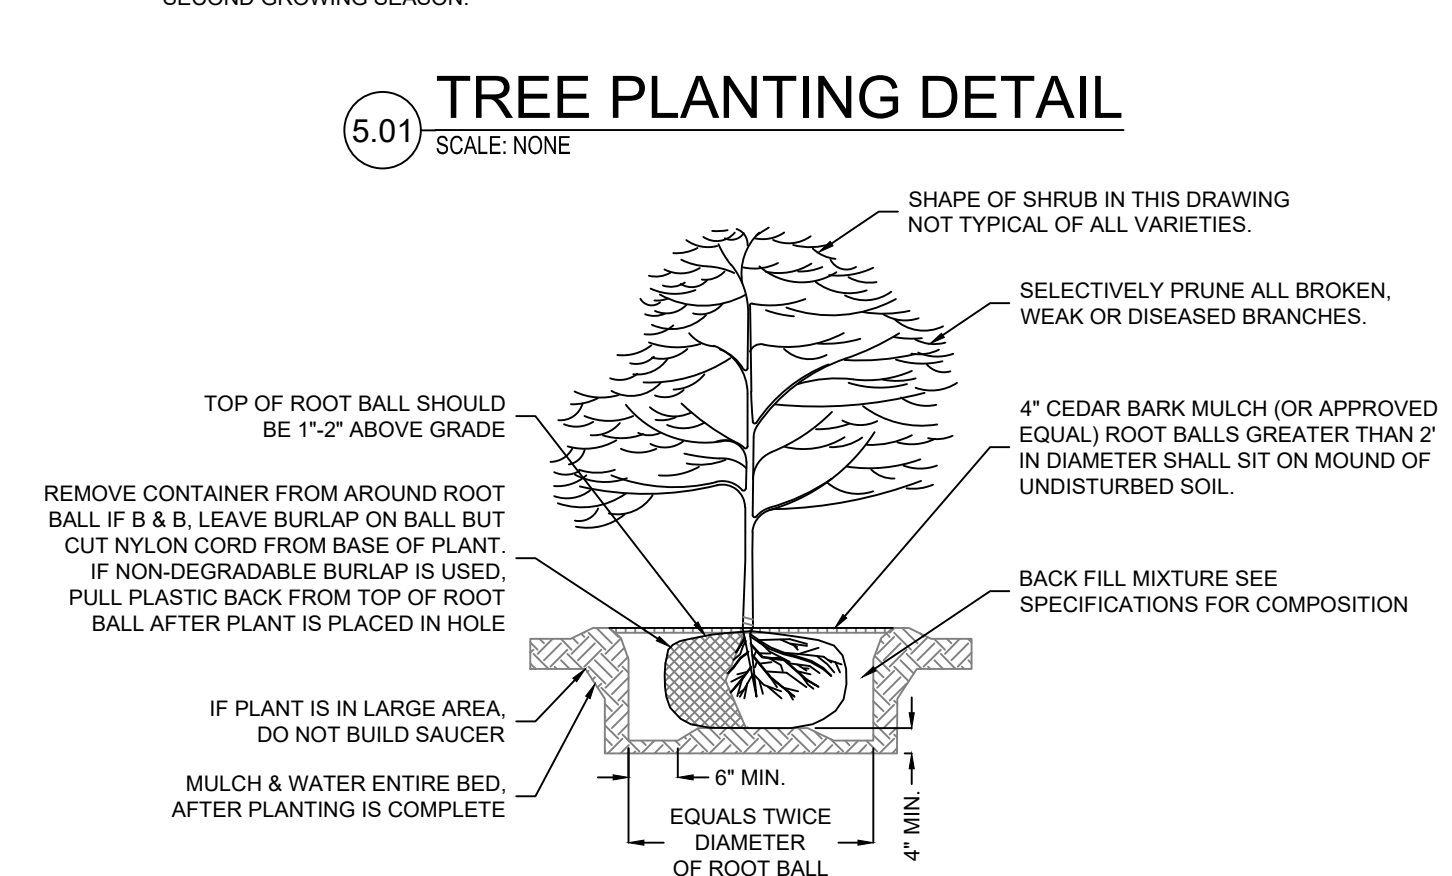 SECOND GROWING SEASON.
5.01
TREE PLANTING DETAIL
SCALE: NONE
SHAPE OF SHRUB IN THIS DRAWING
NOT TYPICAL OF ALL VARIETIES.
SELECTIVELY PRUNE ALL BROKEN,
WEAK OR DISEASED BRANCHES.
TOP OF ROOT BALL SHOULD
BE 1"-2" ABOVE GRADE
4" CEDAR BARK MULCH (OR APPROVED
EQUAL) ROOT BALLS GREATER THAN 2'
IN DIAMETER SHALL SIT ON MOUND OF
UNDISTURBED SOIL.
REMOVE CONTAINER FROM AROUND ROOT
BALL IF B & B, LEAVE BURLAP ON BALL BUT
CUT NYLON CORD FROM BASE OF PLANT.
IF NON-DEGRADABLE BURLAP IS USED,
PULL PLASTIC BACK FROM TOP OF ROOT
BALL AFTER PLANT IS PLACED IN HOLE
BACK FILL MIXTURE SEE
SPECIFICATIONS FOR COMPOSITION
IF PLANT IS IN LARGE AREA,
DO NOT BUILD SAUCER
MULCH & WATER ENTIRE BED,
AFTER PLANTING IS COMPLETE
6" MIN.
EQUALS TWICE
DIAMETER
OF ROOT BALL
4" MIN.